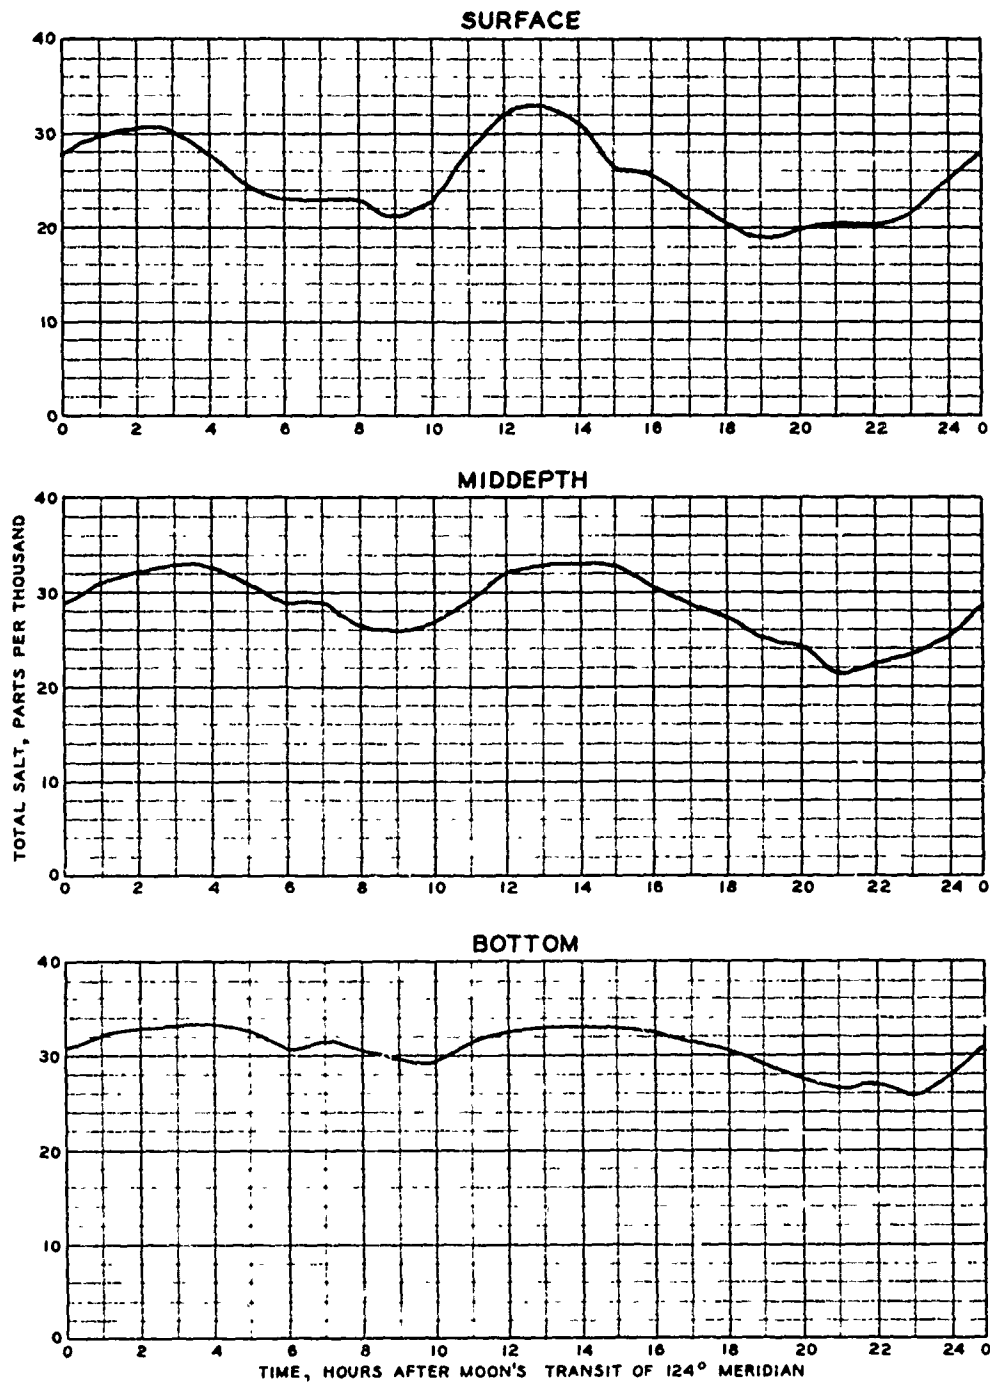 SURFACE
40
30
20
10
0
0 2 4 6 8 10 12 14 16 18 20 22 24 0
MIDDEPTH
TOTAL SALT, PARTS PER THOUSAND
40
30
20
10
0
0 2 4 6 8 10 12 14 16 18 20 22 24 0
BOTTOM
40
30
20
10
0
0 2 4 6 8 10 12 14 16 18 20 22 24 0
TIME, HOURS AFTER MOON'S TRANSIT OF 124° MERIDIAN